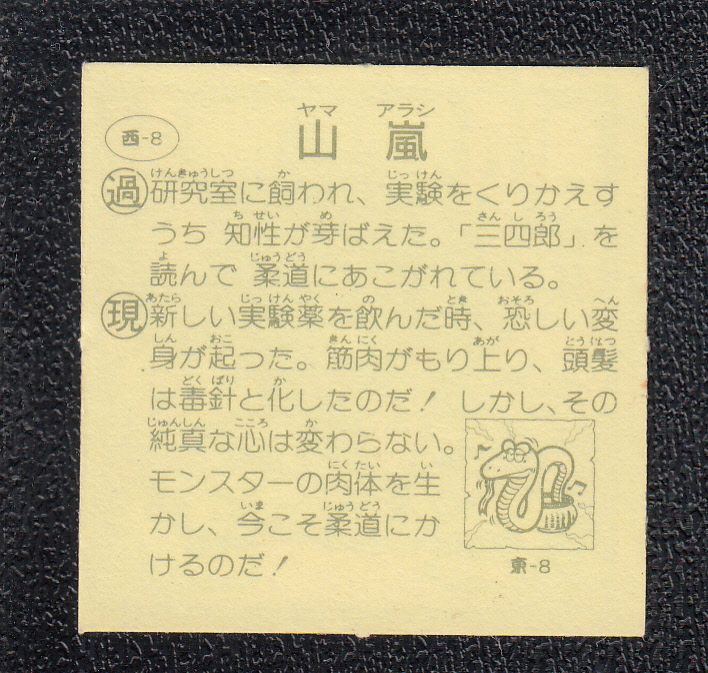 西-8
ヤマ アラシ
山嵐
過 研究室に飼われ、実験をくりかえす
うち 知性が芽ばえた。「三四郎」を
読んで 柔道にあこがれている。
現 新しい実験薬を飲んだ時、恐しい変
身が起った。筋肉がもり上り、頭髪
は毒針と化したのだ！しかし、その
純真な心は変わらない。
モンスターの肉体を生
かし、今こそ柔道にか
けるのだ！
東-8